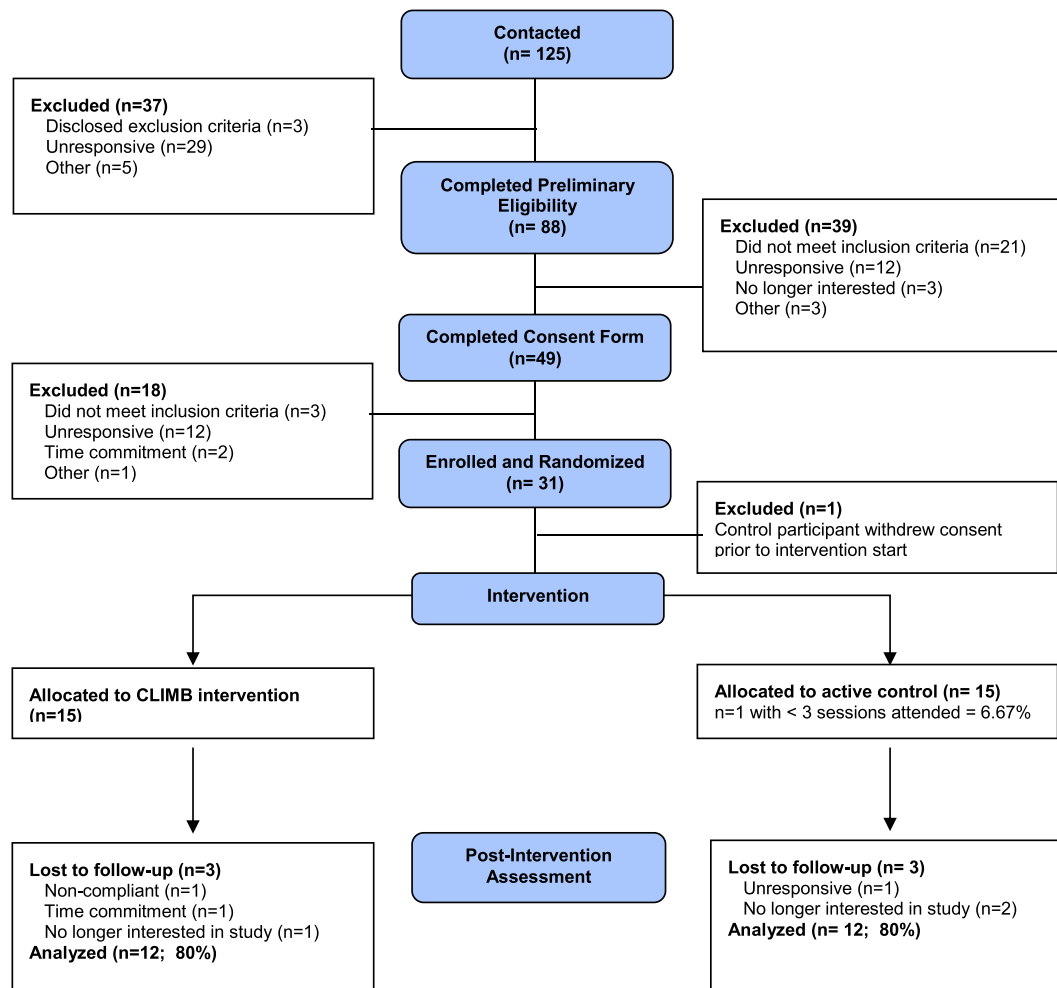 Contacted
(n= 125)
Excluded (n=37)
Disclosed exclusion criteria (n=3)
Unresponsive (n=29)
Other (n=5)
Completed Preliminary
Eligibility
(n= 88)
Excluded (n=39)
Did not meet inclusion criteria (n=21)
Unresponsive (n=12)
No longer interested (n=3)
Other (n=3)
Completed Consent Form
(n=49)
Excluded (n=18)
Did not meet inclusion criteria (n=3)
Unresponsive (n=12)
Time commitment (n=2)
Other (n=1)
Enrolled and Randomized
(n= 31)
Excluded (n=1)
Control participant withdrew consent
prior to intervention start
Intervention
Allocated to CLIMB intervention
(n=15)
Allocated to active control (n= 15)
n=1 with < 3 sessions attended = 6.67%
Post-Intervention
Assessment
Lost to follow-up (n=3)
Non-compliant (n=1)
Time commitment (n=1)
No longer interested in study (n=1)
Analyzed (n=12; 80%)
Lost to follow-up (n= 3)
Unresponsive (n=1)
No longer interested in study (n=2)
Analyzed (n= 12; 80%)